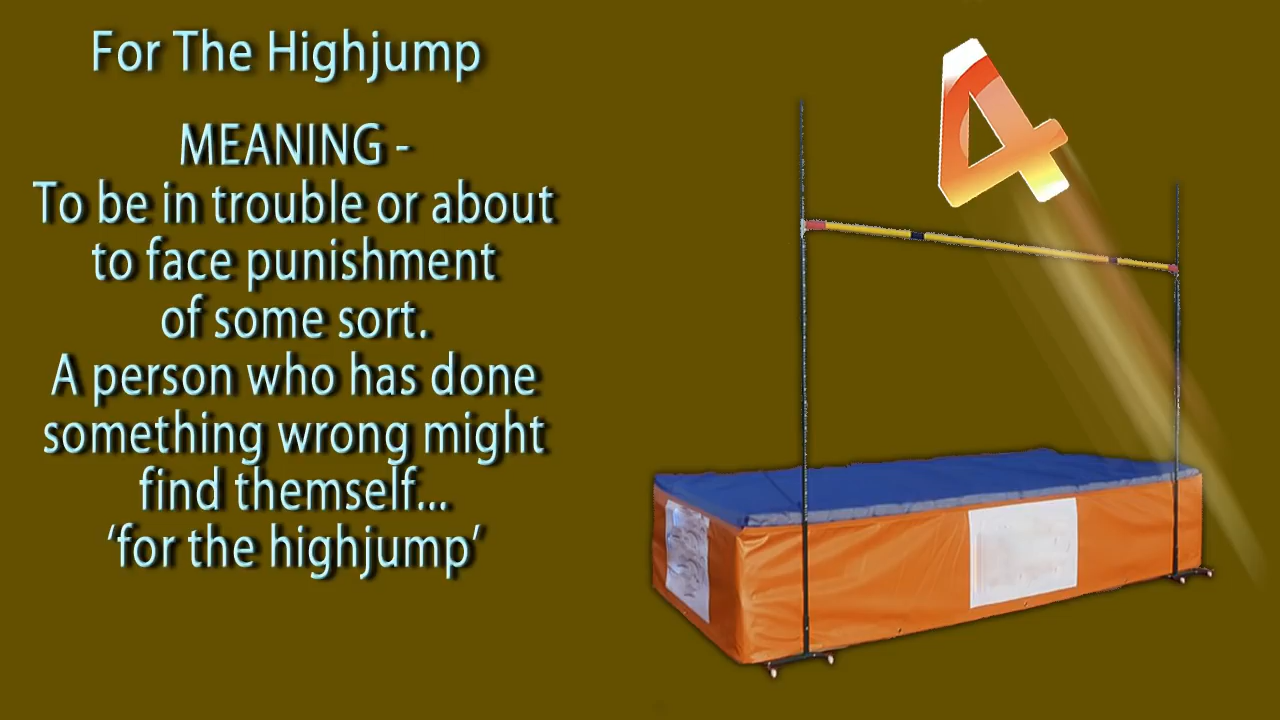 For The Highjump
MEANING -
To be in trouble or about
to face punishment
of some sort.
A person who has done
something wrong might
find themself...
‘for the highjump’
4